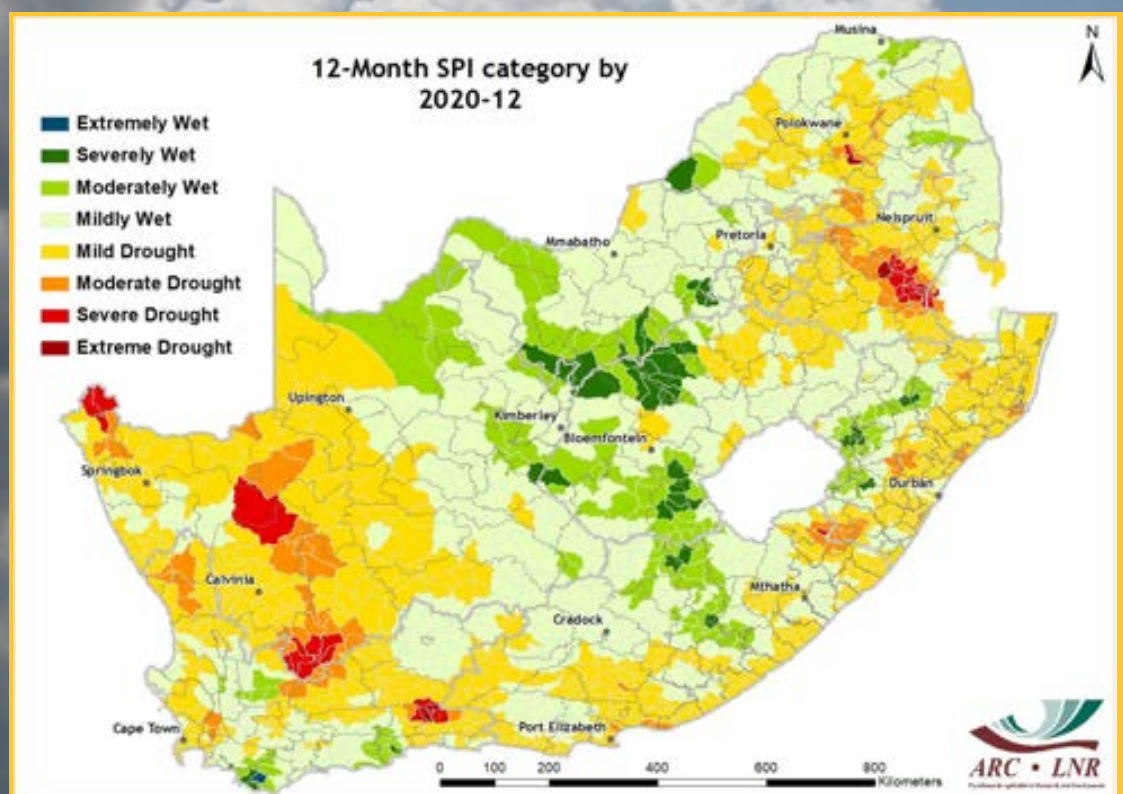 12-Month SPI category by
2020-12
N
Extremely Wet
Severely Wet
Moderately Wet
Mildly Wet
Mild Drought
Moderate Drought
Severe Drought
Extreme Drought
Musina
Polokwane
Nelspruit
Pretoria
Mmabatho
Upington
Kimberley
Bloemfontein
Springbok
Durban
Calvinia
Mthatha
Cradock
Cape Town
Port Elizabeth
0 100 200 400 600 800
Kilometers
ARC • LNR